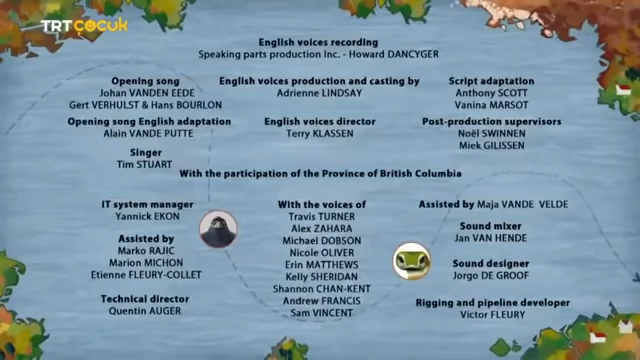 TRT çocuk
English voices recording
Speaking parts production Inc. - Howard DANCYGER
Opening song
Johan VANDEN EEDE
Gert VERHULST & Hans BOURLON
English voices production and casting by
Adrienne LINDSAY
Script adaptation
Anthony SCOTT
Vanina MARSOT
Opening song English adaptation
Alain VANDE PUTTE
English voices director
Terry KLASSEN
Post-production supervisors
Noël SWINNEN
Miek GILISSEN
Singer
Tim STUART
With the participation of the Province of British Columbia
IT system manager
Yannick EKON
Assisted by
Marko RAJIC
Marion MICHON
Etienne FLEURY-COLLET
Technical director
Quentin AUGER
With the voices of
Travis TURNER
Alex ZAHARA
Michael DOBSON
Nicole OLIVER
Erin MATTHEWS
Kelly SHERIDAN
Shannon CHAN-KENT
Andrew FRANCIS
Sam VINCENT
Assisted by Maja VANDE VELDE
Sound mixer
Jan VAN HENDE
Sound designer
Jorgo DE GROOF
Rigging and pipeline developer
Victor FLEURY